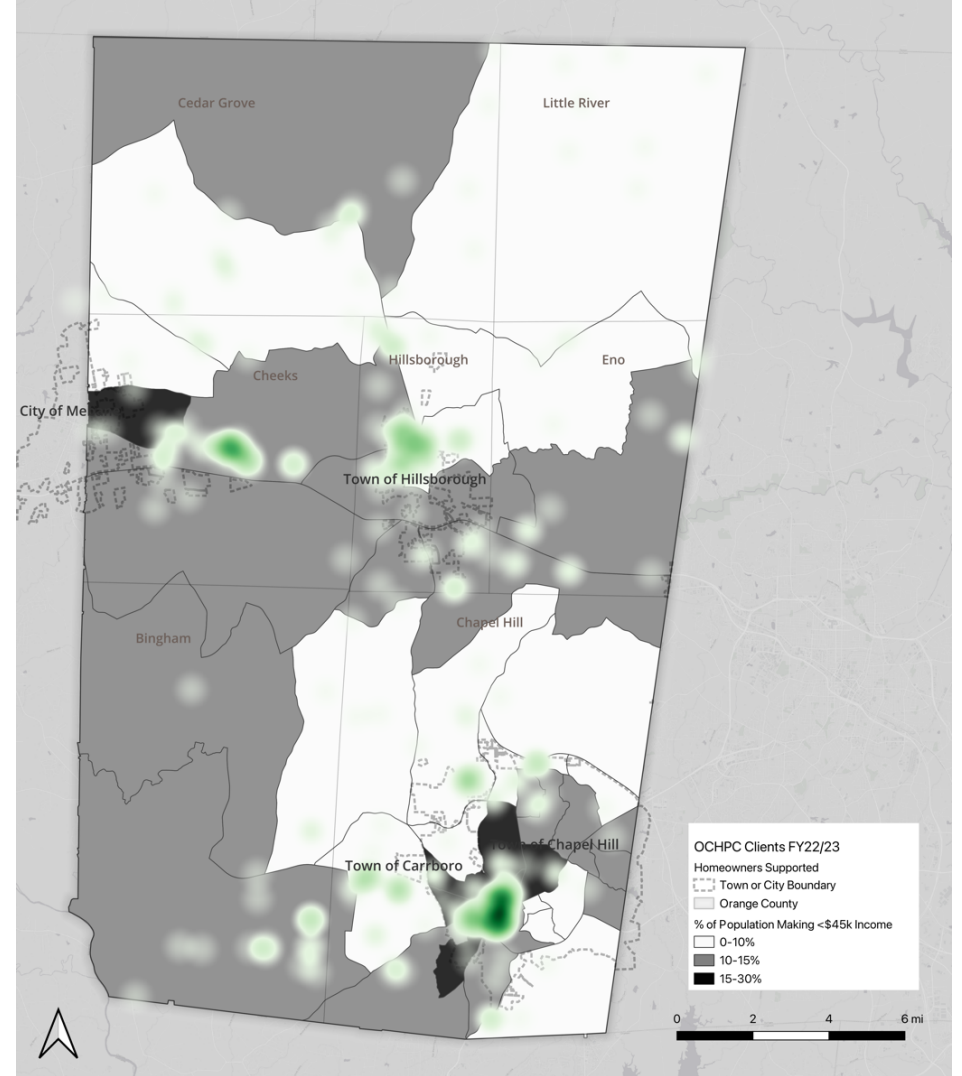 Cedar Grove
Little River
Hillsborough
Eno
Cheeks
City of Me
Town of Hillsborough
Chapel Hill
Bingham
Town of Chapel Hill
Town of Carrboro
OCHPC Clients FY22/23
Homeowners Supported
Town or City Boundary
Orange County
% of Population Making <$45k Income
0-10%
10-15%
15-30%
0 2 4 6 mi